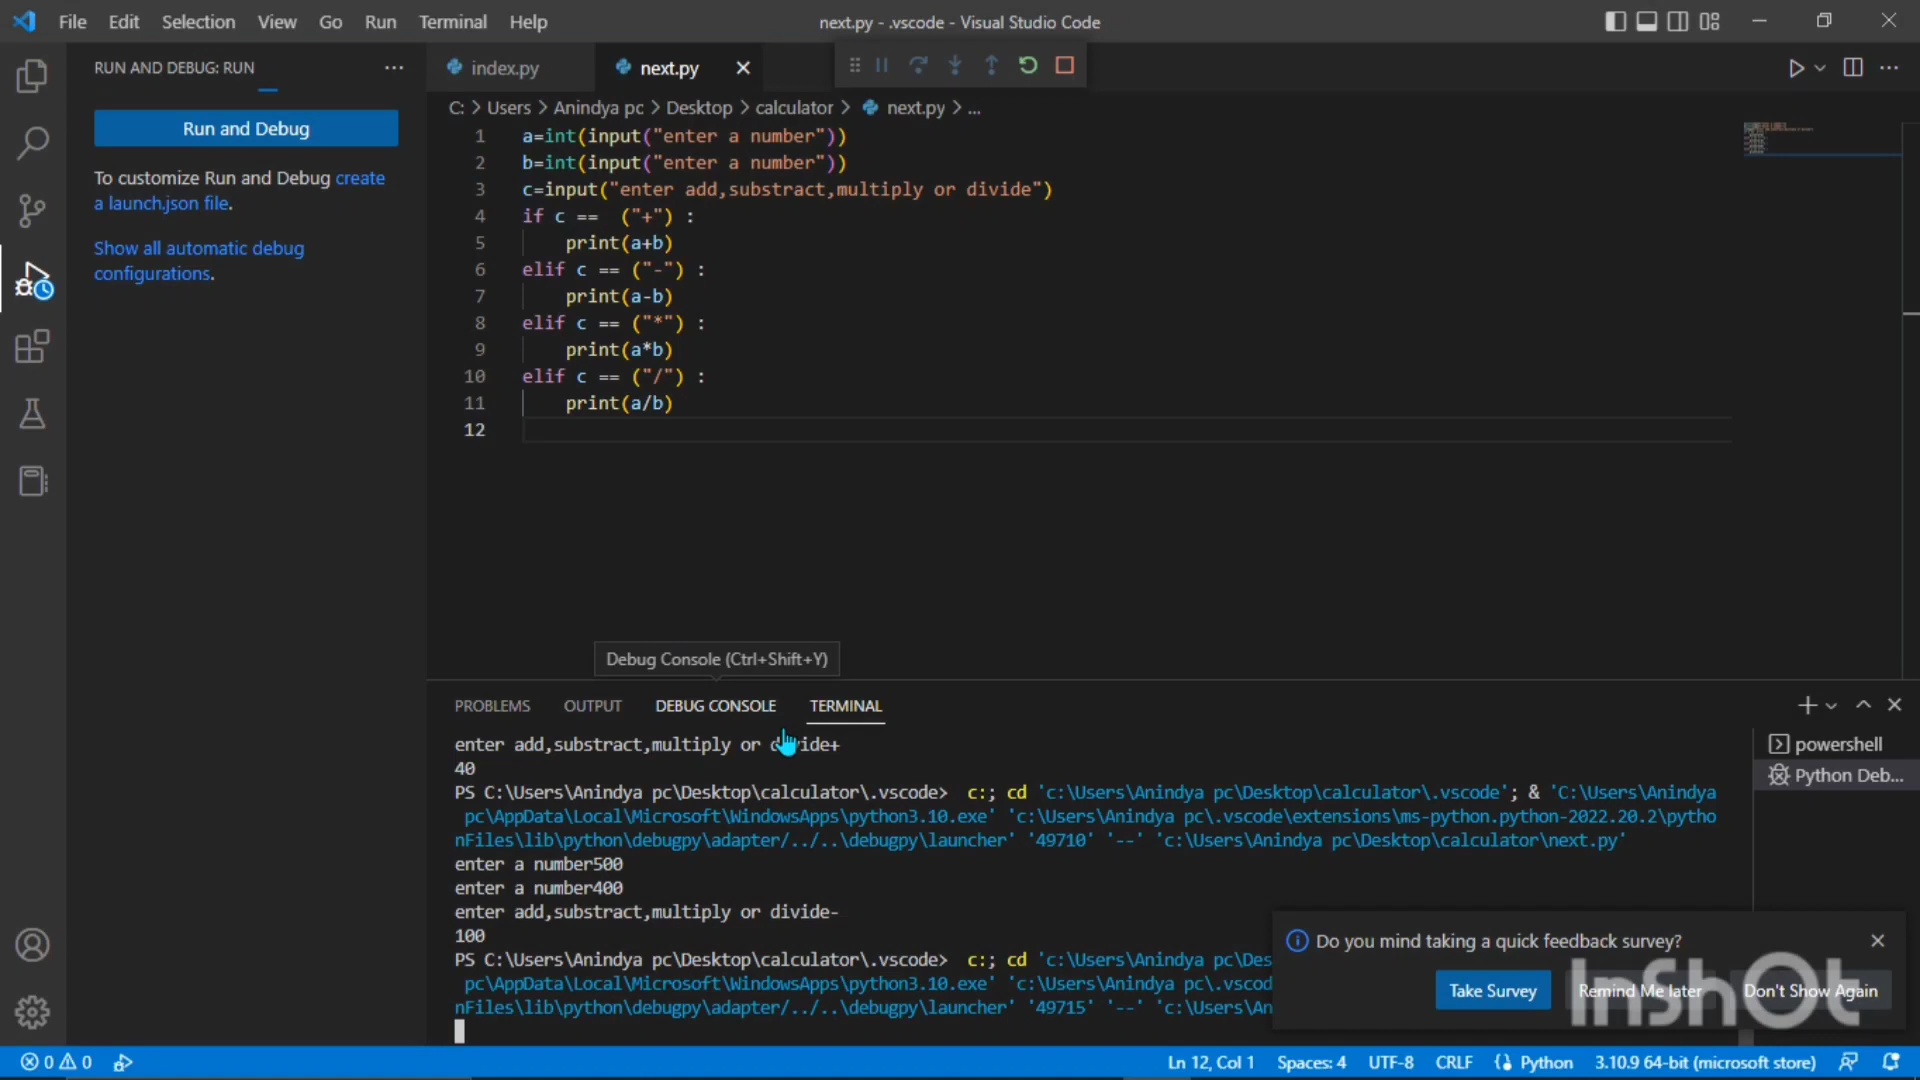 File Edit Selection View Go Run Terminal Help
next.py - .vscode - Visual Studio Code
RUN AND DEBUG: RUN
Run and Debug
To customize Run and Debug create
a launch.json file.
Show all automatic debug
configurations.
index.py
next.py
C: > Users > Anindya pc > Desktop > calculator > next.py > ...
1 a=int(input("enter a number"))
2 b=int(input("enter a number"))
3 c=input("enter add,substract,multiply or divide")
4 if c ==  ("+") :
5     print(a+b)
6 elif c == ("-") :
7     print(a-b)
8 elif c == ("*") :
9     print(a*b)
10 elif c == ("/") :
11     print(a/b)
12
Debug Console (Ctrl+Shift+Y)
PROBLEMS OUTPUT DEBUG CONSOLE TERMINAL
enter add,substract,multiply or divide+
40
PS C:\Users\Anindya pc\Desktop\calculator\.vscode>  c:; cd 'c:\Users\Anindya pc\Desktop\calculator\.vscode'; & 'C:\Users\Anindya
pc\AppData\Local\Microsoft\WindowsApps\python3.10.exe' 'c:\Users\Anindya pc\.vscode\extensions\ms-python.python-2022.20.2\pytho
nFiles\lib\python\debugpy\adapter/../..\debugpy\launcher' '49710' '--' 'c:\Users\Anindya pc\Desktop\calculator\next.py'
enter a number500
enter a number400
enter add,substract,multiply or divide-
100
PS C:\Users\Anindya pc\Desktop\calculator\.vscode>  c:; cd 'c:\Users\Anindya pc\Des
pc\AppData\Local\Microsoft\WindowsApps\python3.10.exe' 'c:\Users\Anindya pc\.vscod
nFiles\lib\python\debugpy\adapter/../..\debugpy\launcher' '49715' '--' 'c:\Users\An
powershell
Python Deb...
Do you mind taking a quick feedback survey?
Take Survey Remind Me later Don't Show Again
InShOt
0 0
Ln 12, Col 1 Spaces: 4 UTF-8 CRLF Python 3.10.9 64-bit (microsoft store)